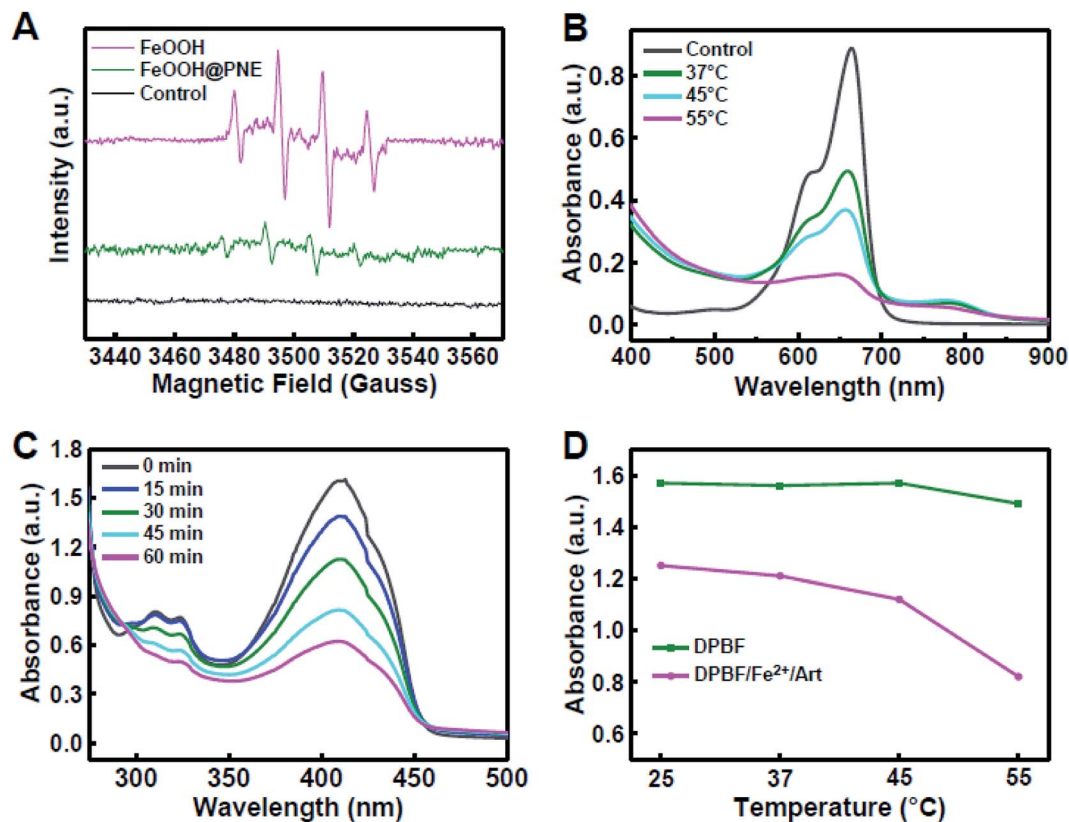 A
FeOOH
FeOOH@PNE
Control
Intensity (a.u.)
3440 3460 3480 3500 3520 3540 3560
Magnetic Field (Gauss)
B
Control
37°C
45°C
55°C
Absorbance (a.u.)
0.8
0.6
0.4
0.2
0.0
400 500 600 700 800 900
Wavelength (nm)
C
0 min
15 min
30 min
45 min
60 min
Absorbance (a.u.)
1.8
1.5
1.2
0.9
0.6
0.3
0.0
300 350 400 450 500
Wavelength (nm)
D
DPBF
DPBF/Fe²⁺/Art
Absorbance (a.u.)
1.6
1.4
1.2
1.0
0.8
0.6
25 37 45 55
Temperature (°C)